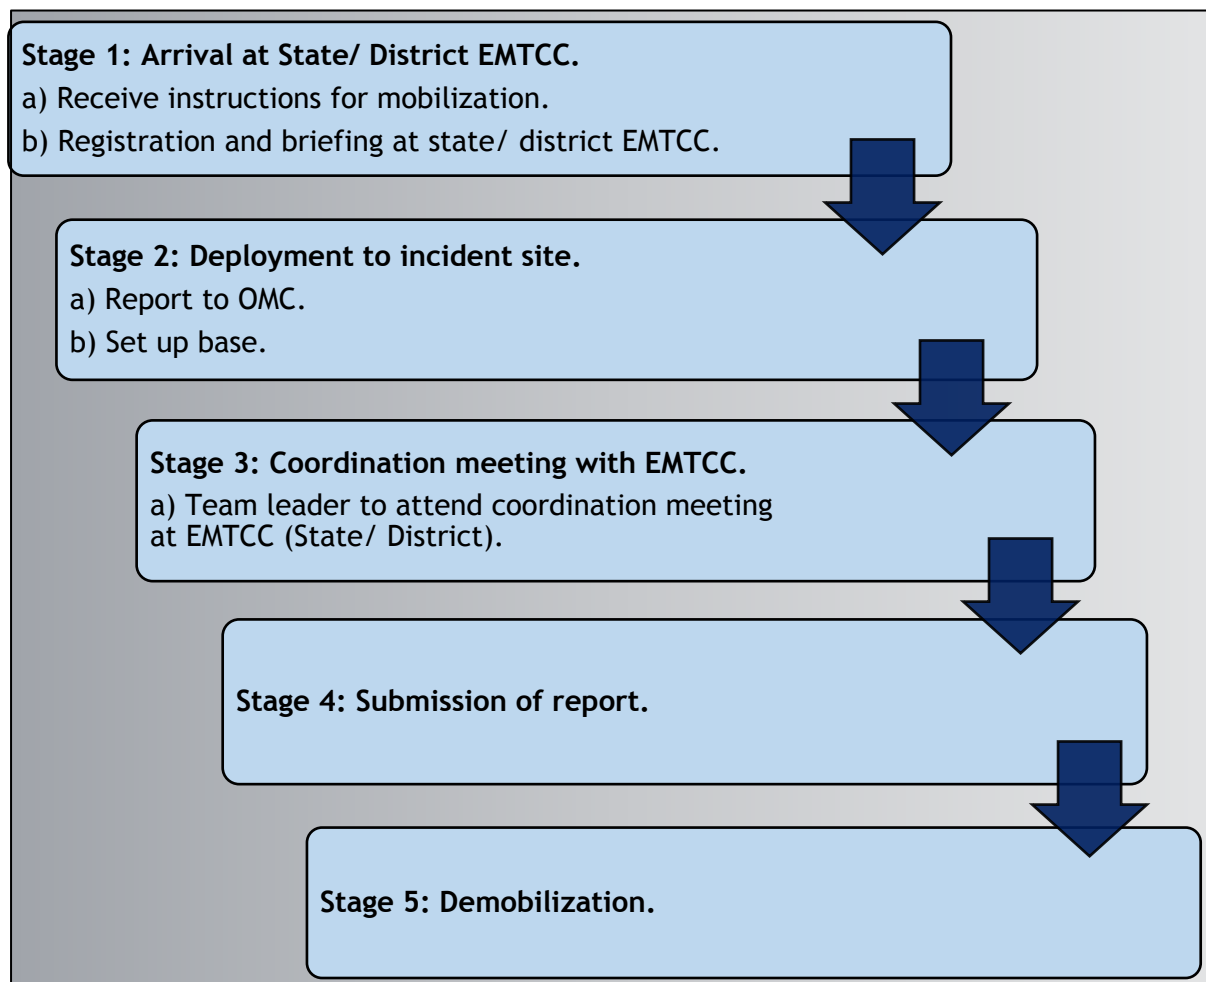 Stage 1: Arrival at State/ District EMTCC.
a) Receive instructions for mobilization.
b) Registration and briefing at state/ district EMTCC.
Stage 2: Deployment to incident site.
a) Report to OMC.
b) Set up base.
Stage 3: Coordination meeting with EMTCC.
a) Team leader to attend coordination meeting
at EMTCC (State/ District).
Stage 4: Submission of report.
Stage 5: Demobilization.